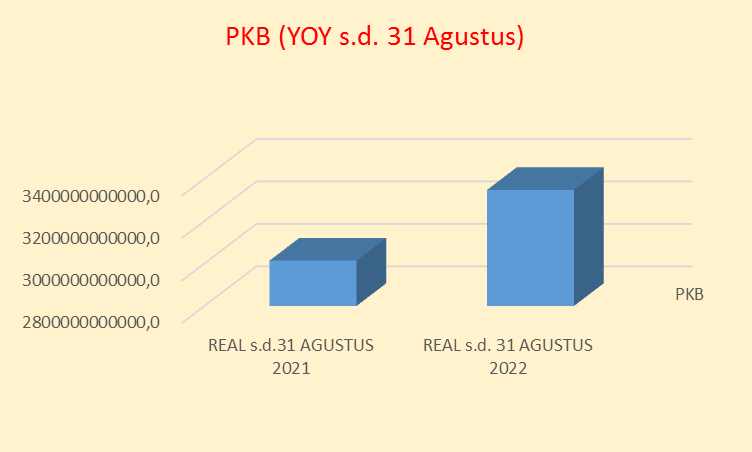 PKB (YOY s.d. 31 Agustus)
3400000000000,0
3200000000000,0
3000000000000,0
2800000000000,0
PKB
REAL s.d.31 AGUSTUS
2021
REAL s.d. 31 AGUSTUS
2022